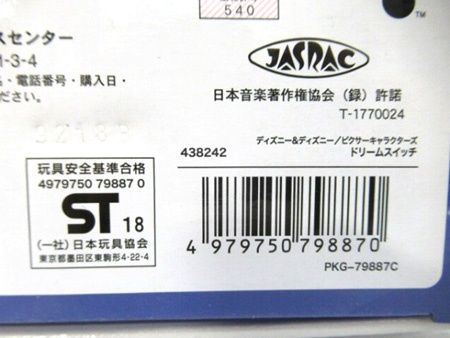 540
TM
スセンター
1-3-4
・電話番号・購入日・
ださい。
JASRAC
日本音楽著作権協会（録）許諾
T-1770024
ディズニー&ディズニー/ピクサーキャラクターズ
438242 ドリームスイッチ
玩具安全基準合格
4979750 79887 0
ST 18
(一社)日本玩具協会
東京都墨田区東駒形4-22-4
4 979750 798870
PKG-79887C